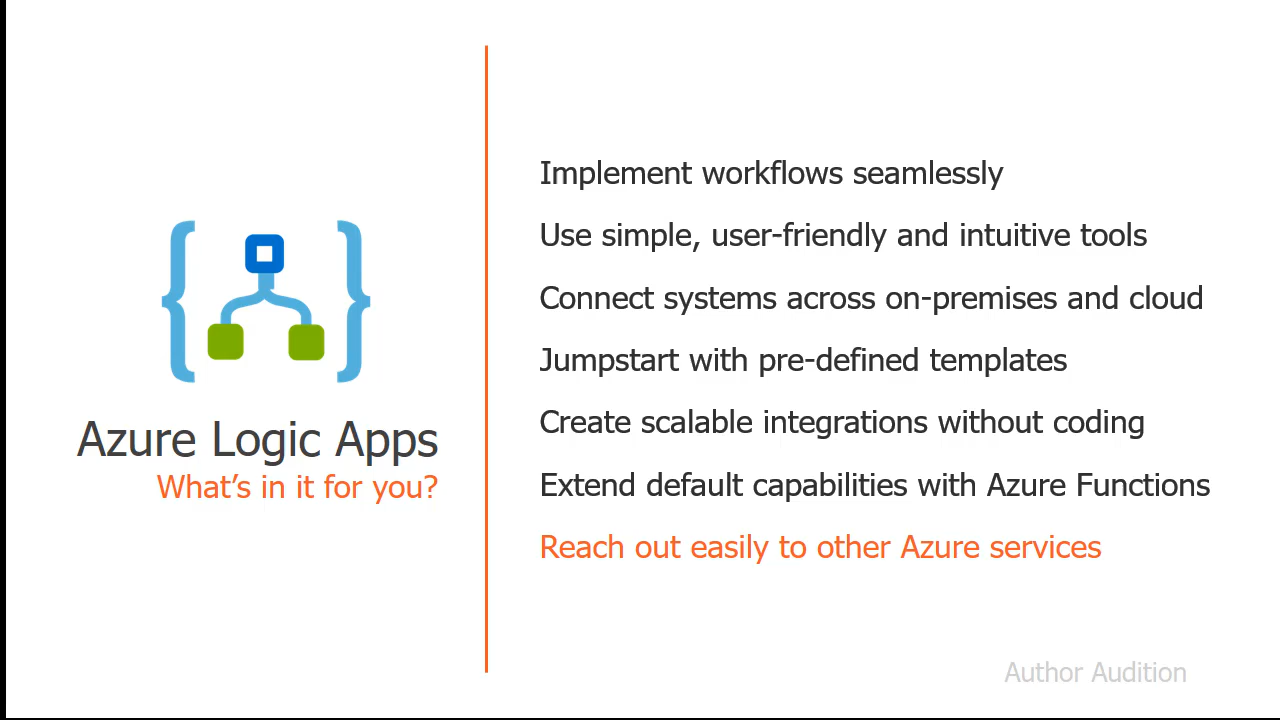 Azure Logic Apps
What’s in it for you?
Implement workflows seamlessly
Use simple, user-friendly and intuitive tools
Connect systems across on-premises and cloud
Jumpstart with pre-defined templates
Create scalable integrations without coding
Extend default capabilities with Azure Functions
Reach out easily to other Azure services
Author Audition